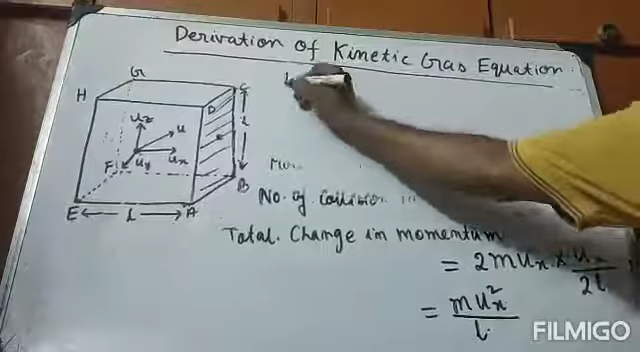 Derivation of Kinetic Gas Equation
G
H
C
D
l
uz
u
ux
uy
F
B
E
l
A
No. of collision
Total. Change in momentum
= 2mux × ux/2l
= mux²/l
FILMIGO